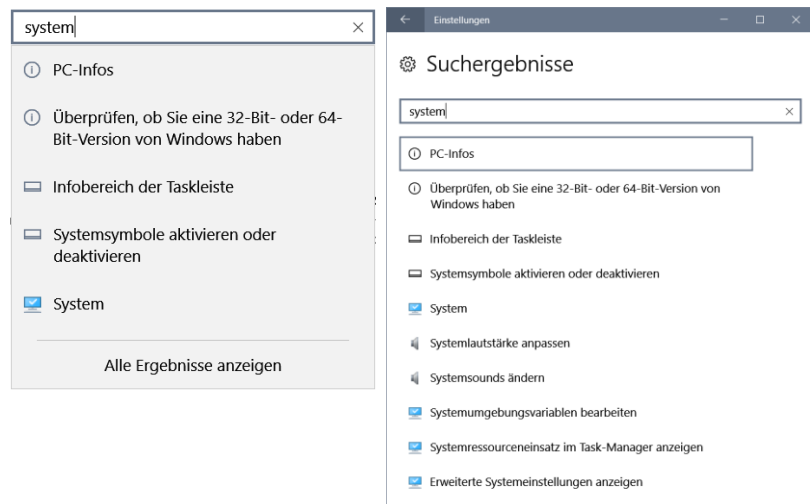 system
PC-Infos
Überprüfen, ob Sie eine 32-Bit- oder 64-
Bit-Version von Windows haben
Infobereich der Taskleiste
Systemsymbole aktivieren oder
deaktivieren
System
Alle Ergebnisse anzeigen
Einstellungen
Suchergebnisse
system
PC-Infos
Überprüfen, ob Sie eine 32-Bit- oder 64-Bit-Version von
Windows haben
Infobereich der Taskleiste
Systemsymbole aktivieren oder deaktivieren
System
Systemlautstärke anpassen
Systemsounds ändern
Systemumgebungsvariablen bearbeiten
Systemressourceneinsatz im Task-Manager anzeigen
Erweiterte Systemeinstellungen anzeigen